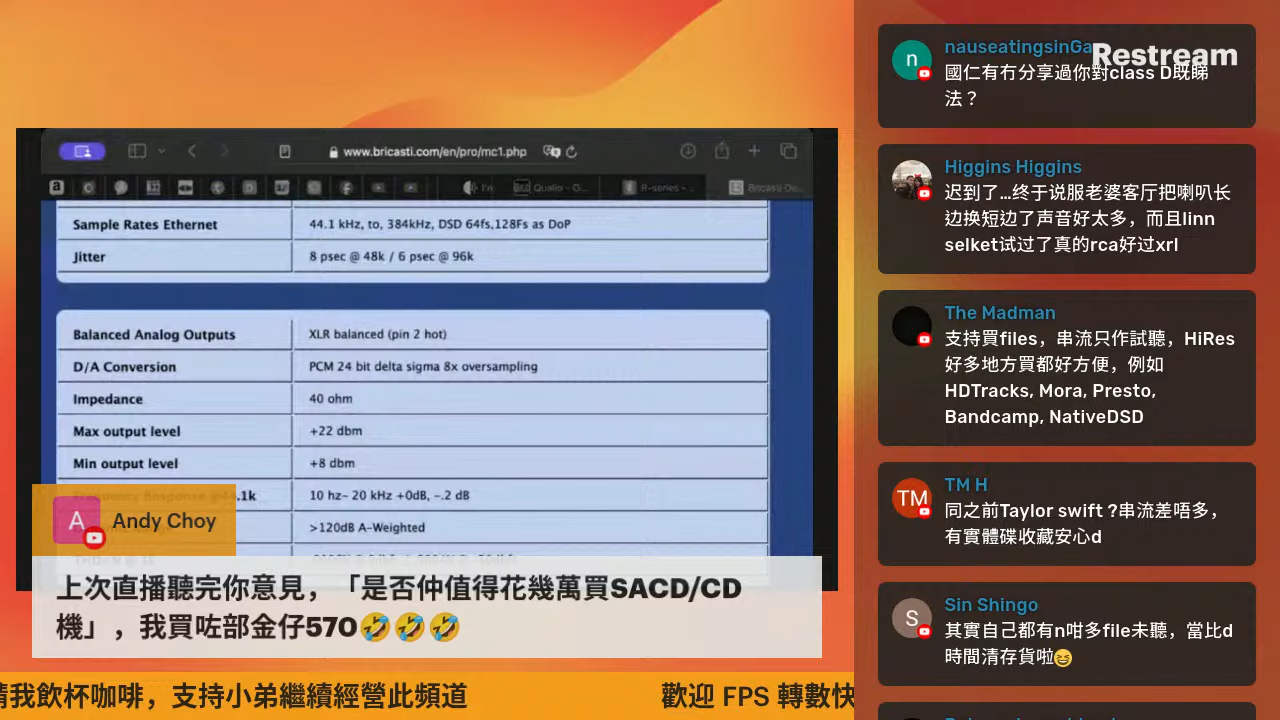 www.bricasti.com/en/pro/mc1.php
Qualio - G...
R-series - ...
Bricasti De...
Sample Rates Ethernet 44.1 kHz, to, 384kHz, DSD 64fs,128Fs as DoP
Jitter 8 psec @ 48k / 6 psec @ 96k
Balanced Analog Outputs XLR balanced (pin 2 hot)
D/A Conversion PCM 24 bit delta sigma 8x oversampling
Impedance 40 ohm
Max output level +22 dbm
Min output level +8 dbm
.1k 10 hz– 20 kHz +0dB, –.2 dB
>120dB A–Weighted
A
Andy Choy
上次直播聽完你意見，「是否仲值得花幾萬買SACD/CD
機」，我買咗部金仔570🤣🤣🤣
請我飲杯咖啡，支持小弟繼續經營此頻道
歡迎 FPS 轉數快
Restream
n
nauseatingsinGa
國仁有冇分享過你對class D既睇
法？
Higgins Higgins
迟到了…终于说服老婆客厅把喇叭长
边换短边了声音好太多，而且linn
selket试过了真的rca好过xrl
The Madman
支持買files，串流只作試聽，HiRes
好多地方買都好方便，例如
HDTracks, Mora, Presto,
Bandcamp, NativeDSD
TM
TM H
同之前Taylor swift ?串流差唔多，
有實體碟收藏安心d
S
Sin Shingo
其實自己都有n咁多file未聽，當比d
時間清存貨啦😆